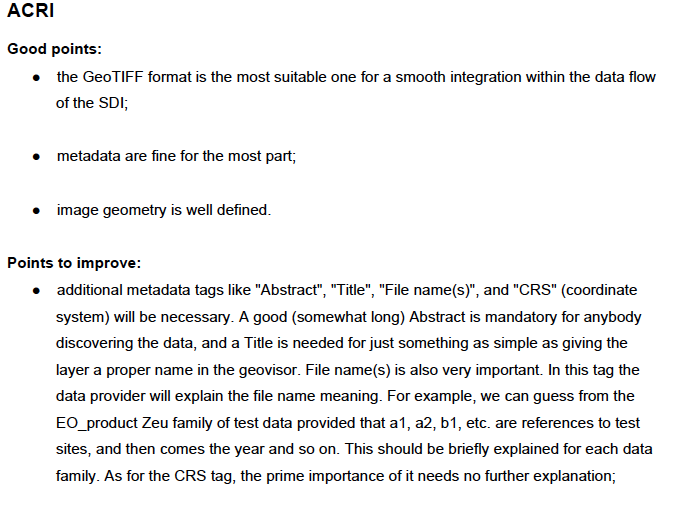 ACRI
Good points:
● the GeoTIFF format is the most suitable one for a smooth integration within the data flow
of the SDI;
● metadata are fine for the most part;
● image geometry is well defined.
Points to improve:
● additional metadata tags like "Abstract", "Title", "File name(s)", and "CRS" (coordinate
system) will be necessary. A good (somewhat long) Abstract is mandatory for anybody
discovering the data, and a Title is needed for just something as simple as giving the
layer a proper name in the geovisor. File name(s) is also very important. In this tag the
data provider will explain the file name meaning. For example, we can guess from the
EO_product Zeu family of test data provided that a1, a2, b1, etc. are references to test
sites, and then comes the year and so on. This should be briefly explained for each data
family. As for the CRS tag, the prime importance of it needs no further explanation;